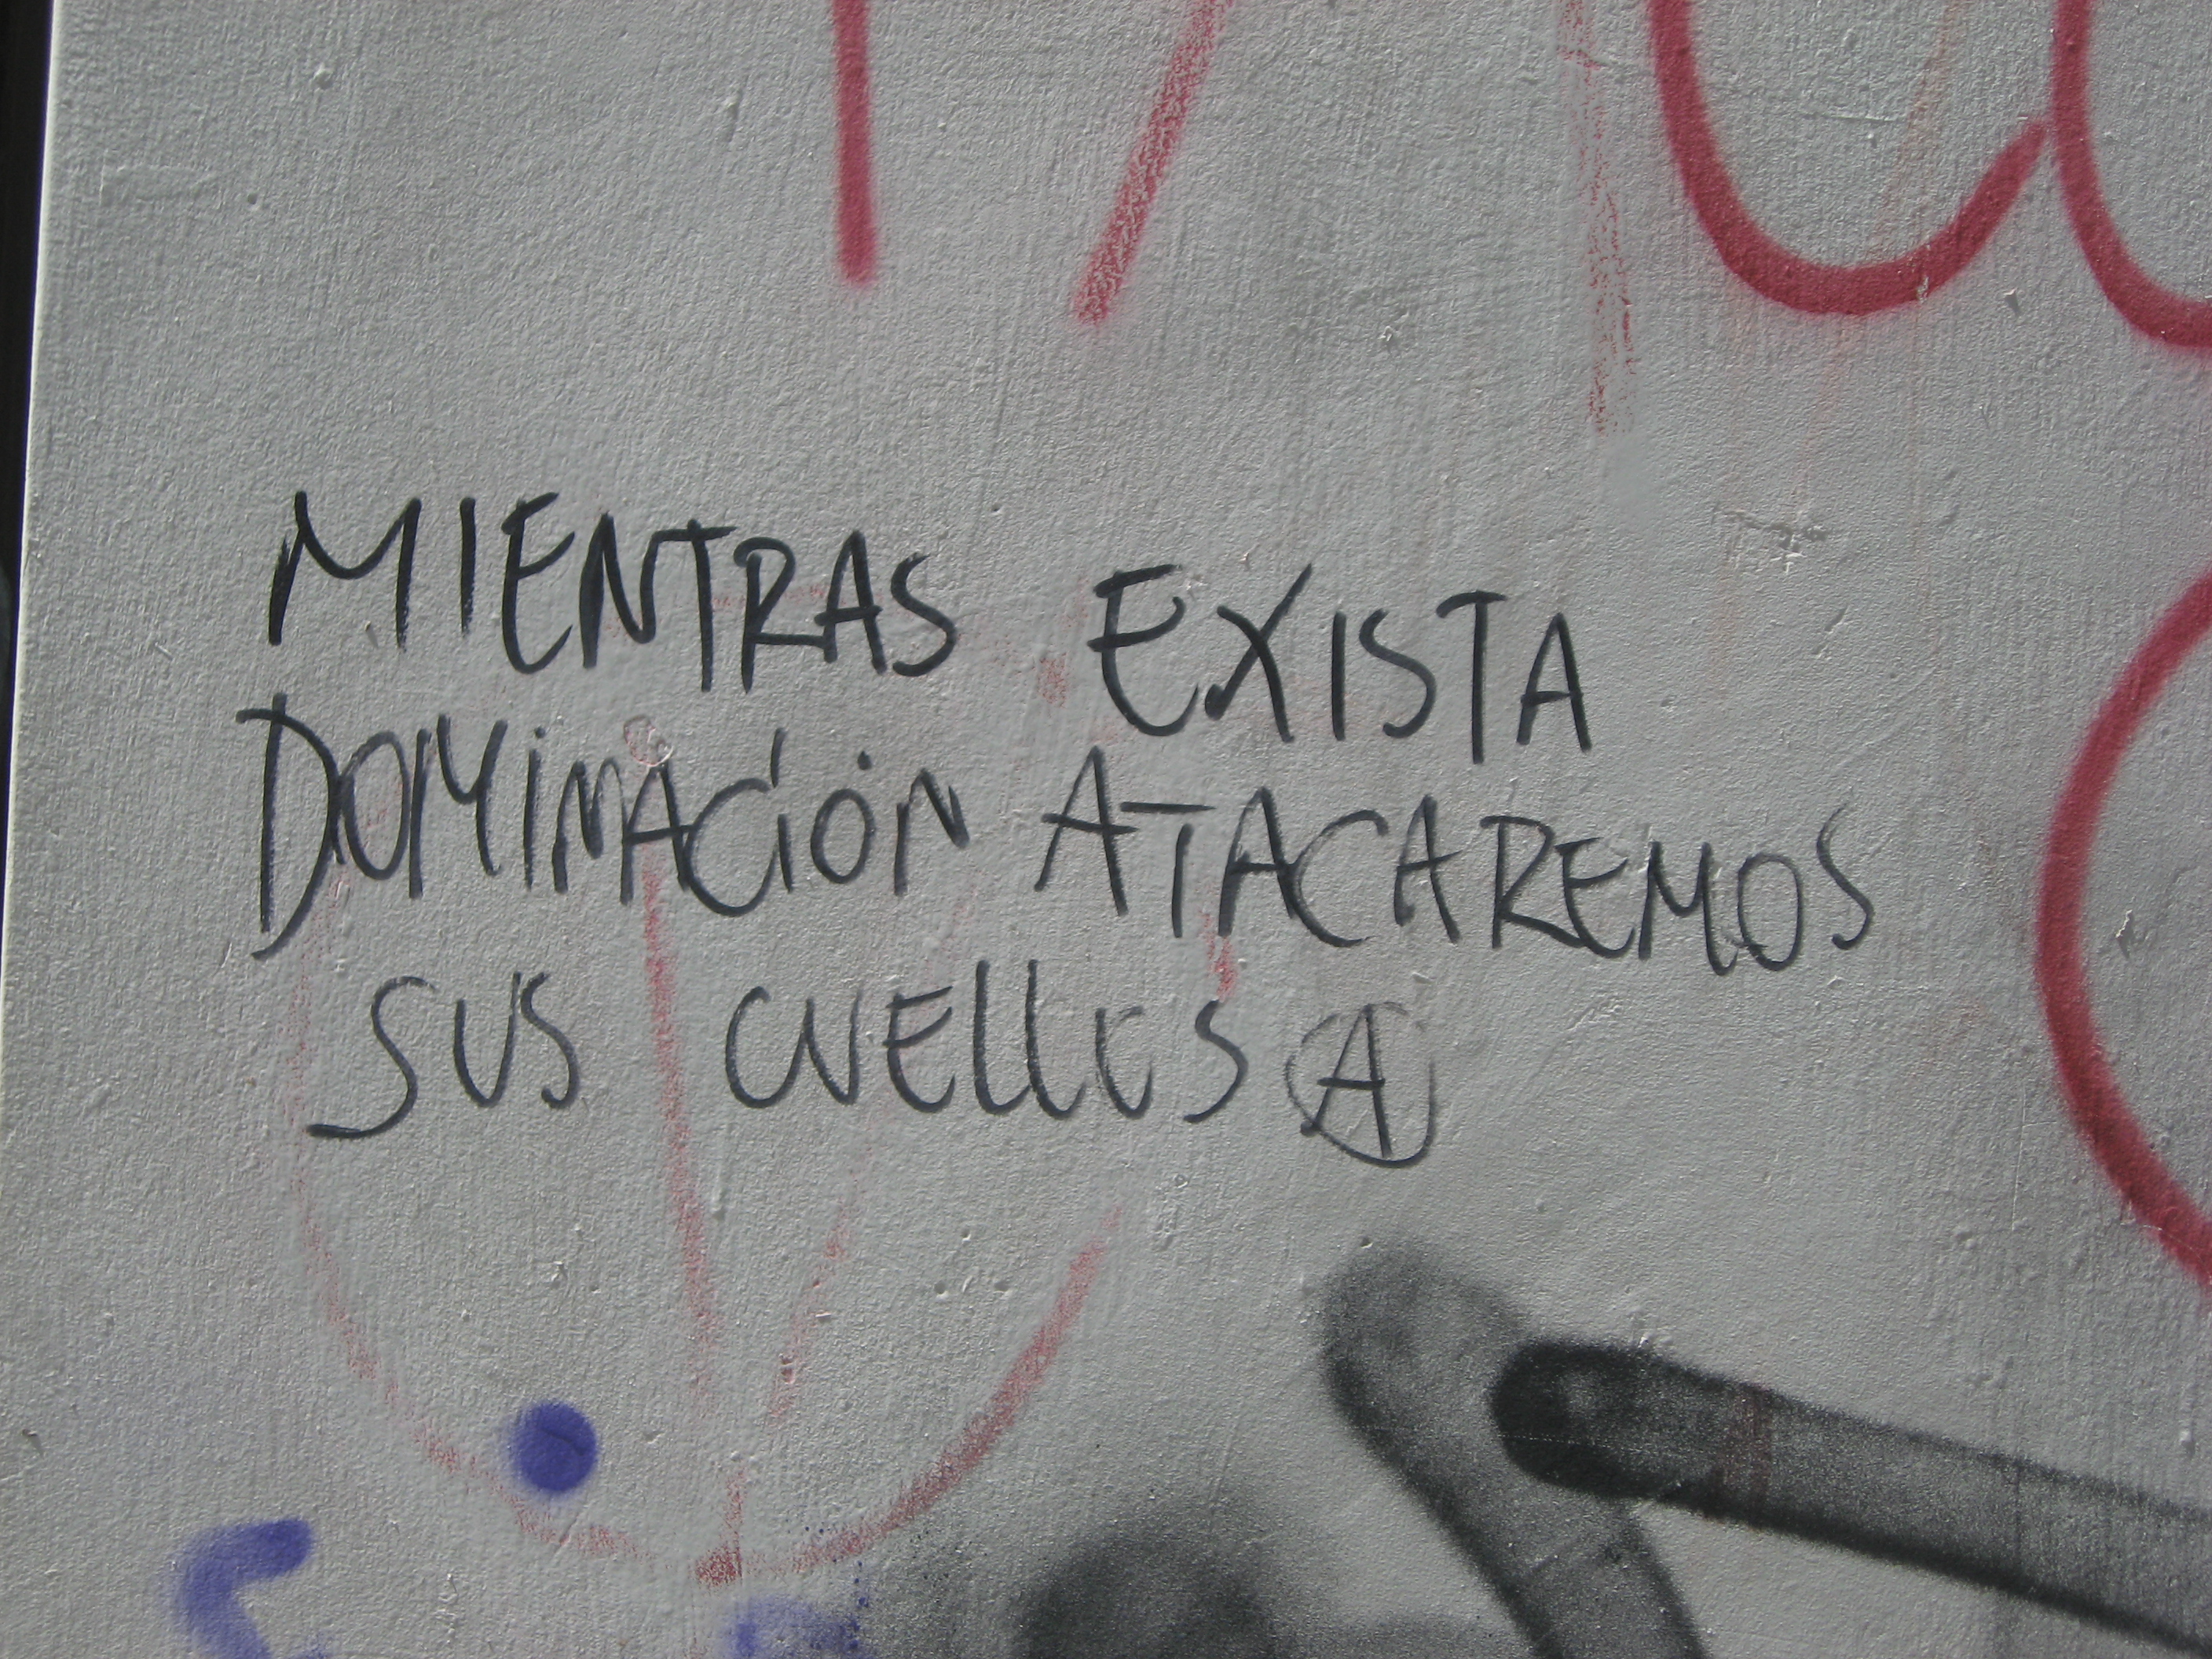 MIENTRAS EXISTA
DOMINACIÓN ATACAREMOS
SUS CUELLOS Ⓐ